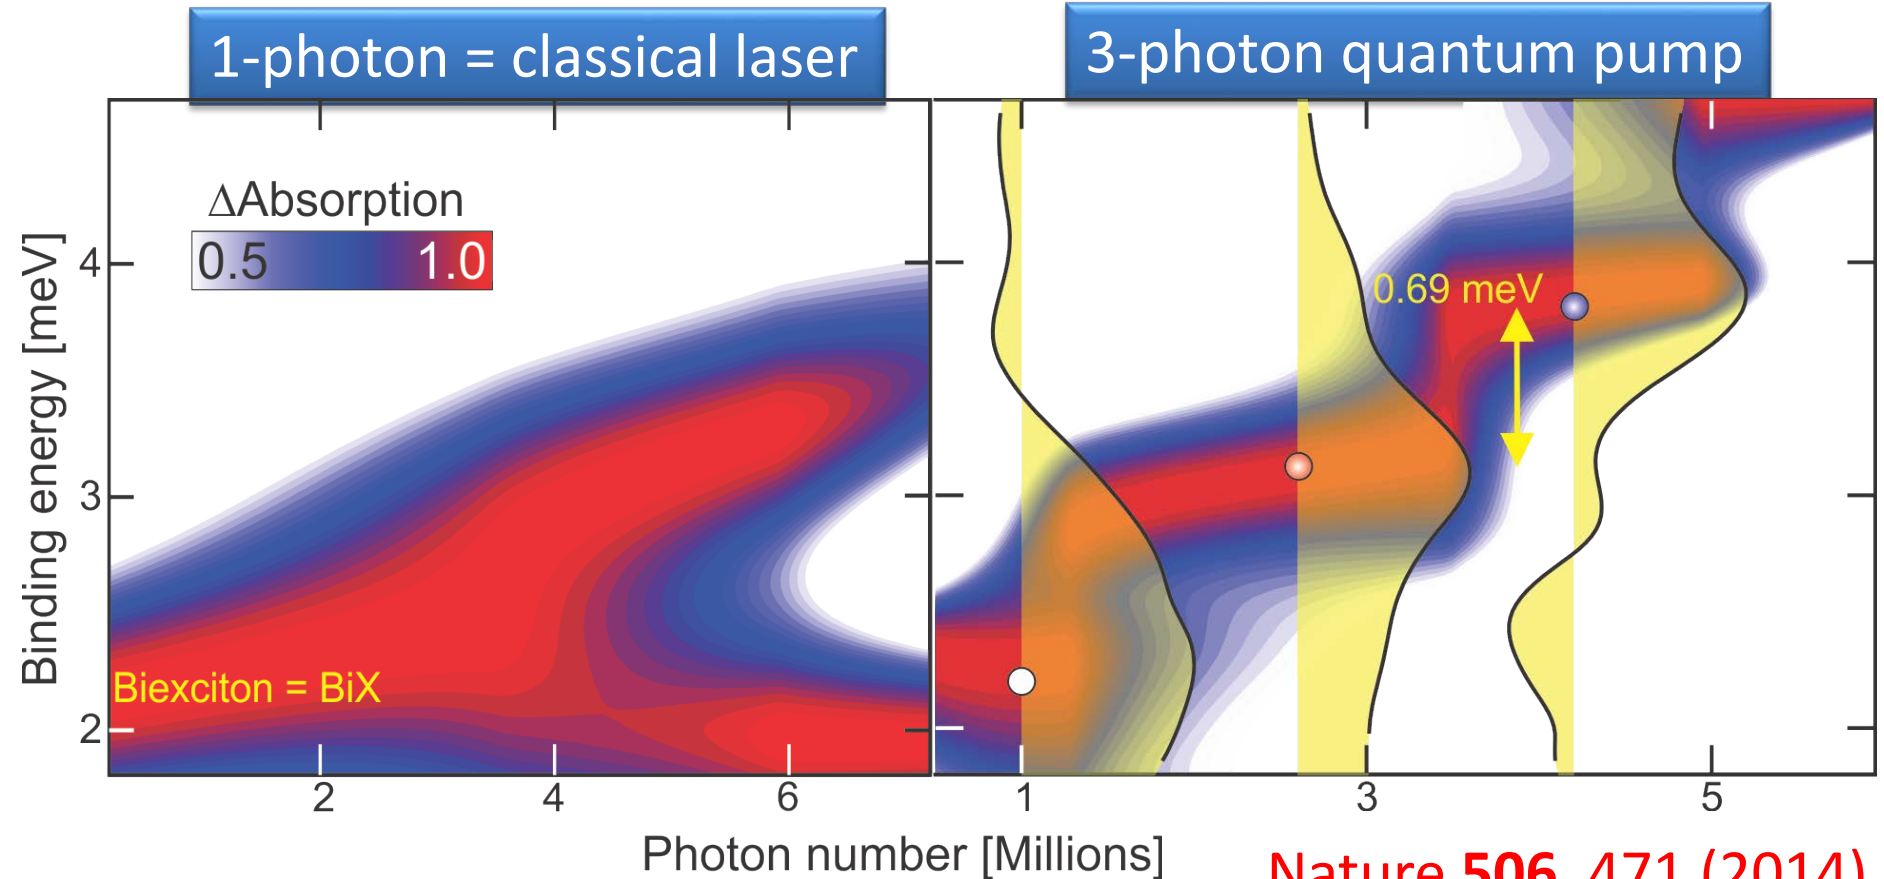 1-photon = classical laser
3-photon quantum pump
ΔAbsorption
0.5 1.0
Binding energy [meV]
4
3
2
Biexciton = BiX
0.69 meV
2 4 6
1 3 5
Photon number [Millions]
Nature 506, 471 (2014)